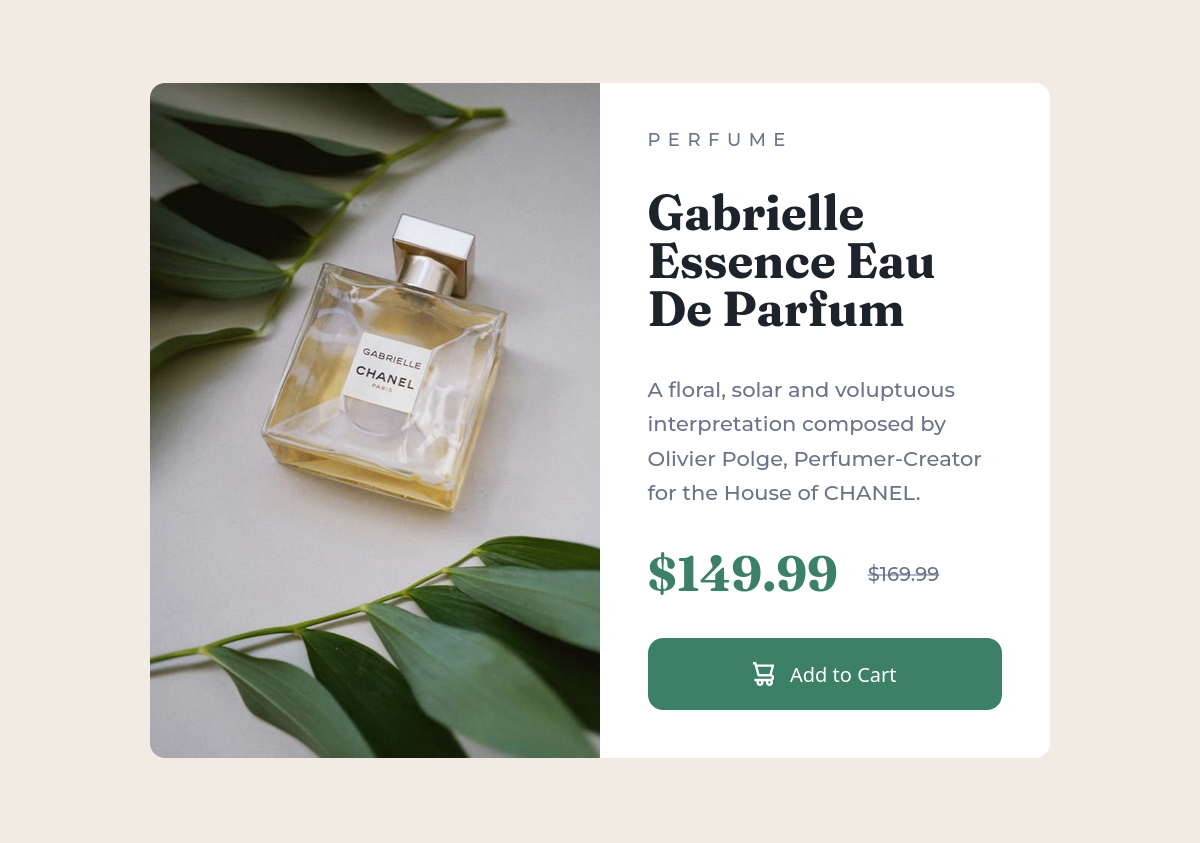 GABRIELLE
CHANEL
PARIS
PERFUME
Gabrielle
Essence Eau
De Parfum
A floral, solar and voluptuous
interpretation composed by
Olivier Polge, Perfumer-Creator
for the House of CHANEL.
$149.99 $169.99
Add to Cart